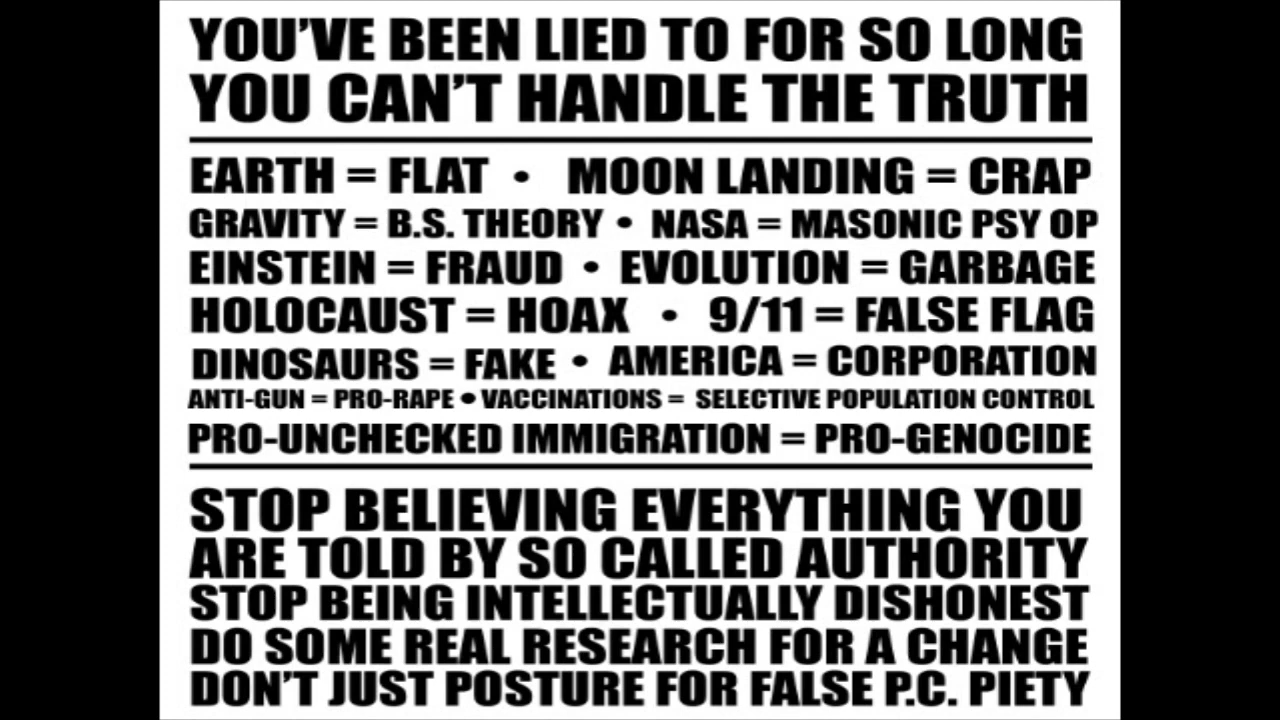 YOU'VE BEEN LIED TO FOR SO LONG
YOU CAN'T HANDLE THE TRUTH
EARTH = FLAT • MOON LANDING = CRAP
GRAVITY = B.S. THEORY • NASA = MASONIC PSY OP
EINSTEIN = FRAUD • EVOLUTION = GARBAGE
HOLOCAUST = HOAX • 9/11 = FALSE FLAG
DINOSAURS = FAKE • AMERICA = CORPORATION
ANTI-GUN = PRO-RAPE • VACCINATIONS = SELECTIVE POPULATION CONTROL
PRO-UNCHECKED IMMIGRATION = PRO-GENOCIDE
STOP BELIEVING EVERYTHING YOU
ARE TOLD BY SO CALLED AUTHORITY
STOP BEING INTELLECTUALLY DISHONEST
DO SOME REAL RESEARCH FOR A CHANGE
DON'T JUST POSTURE FOR FALSE P.C. PIETY